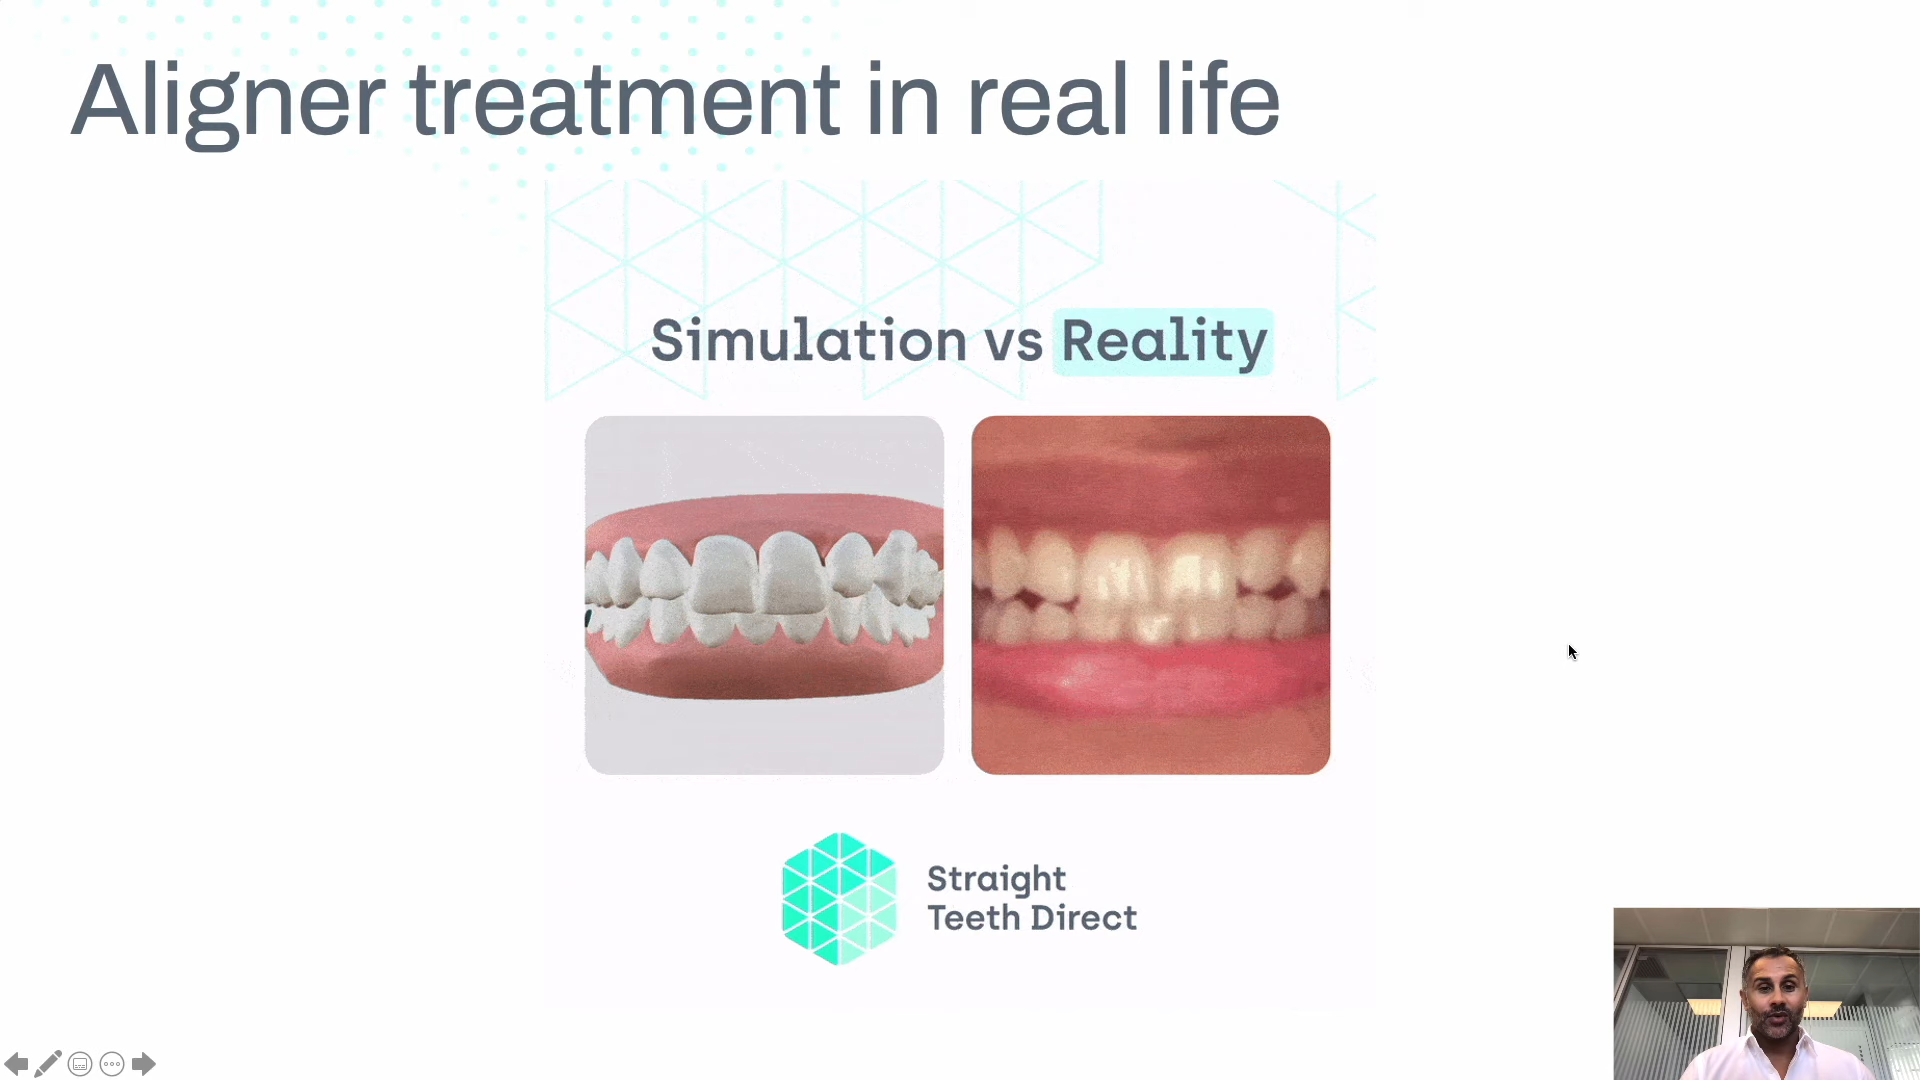 Aligner treatment in real life
Simulation vs Reality
Straight
Teeth Direct